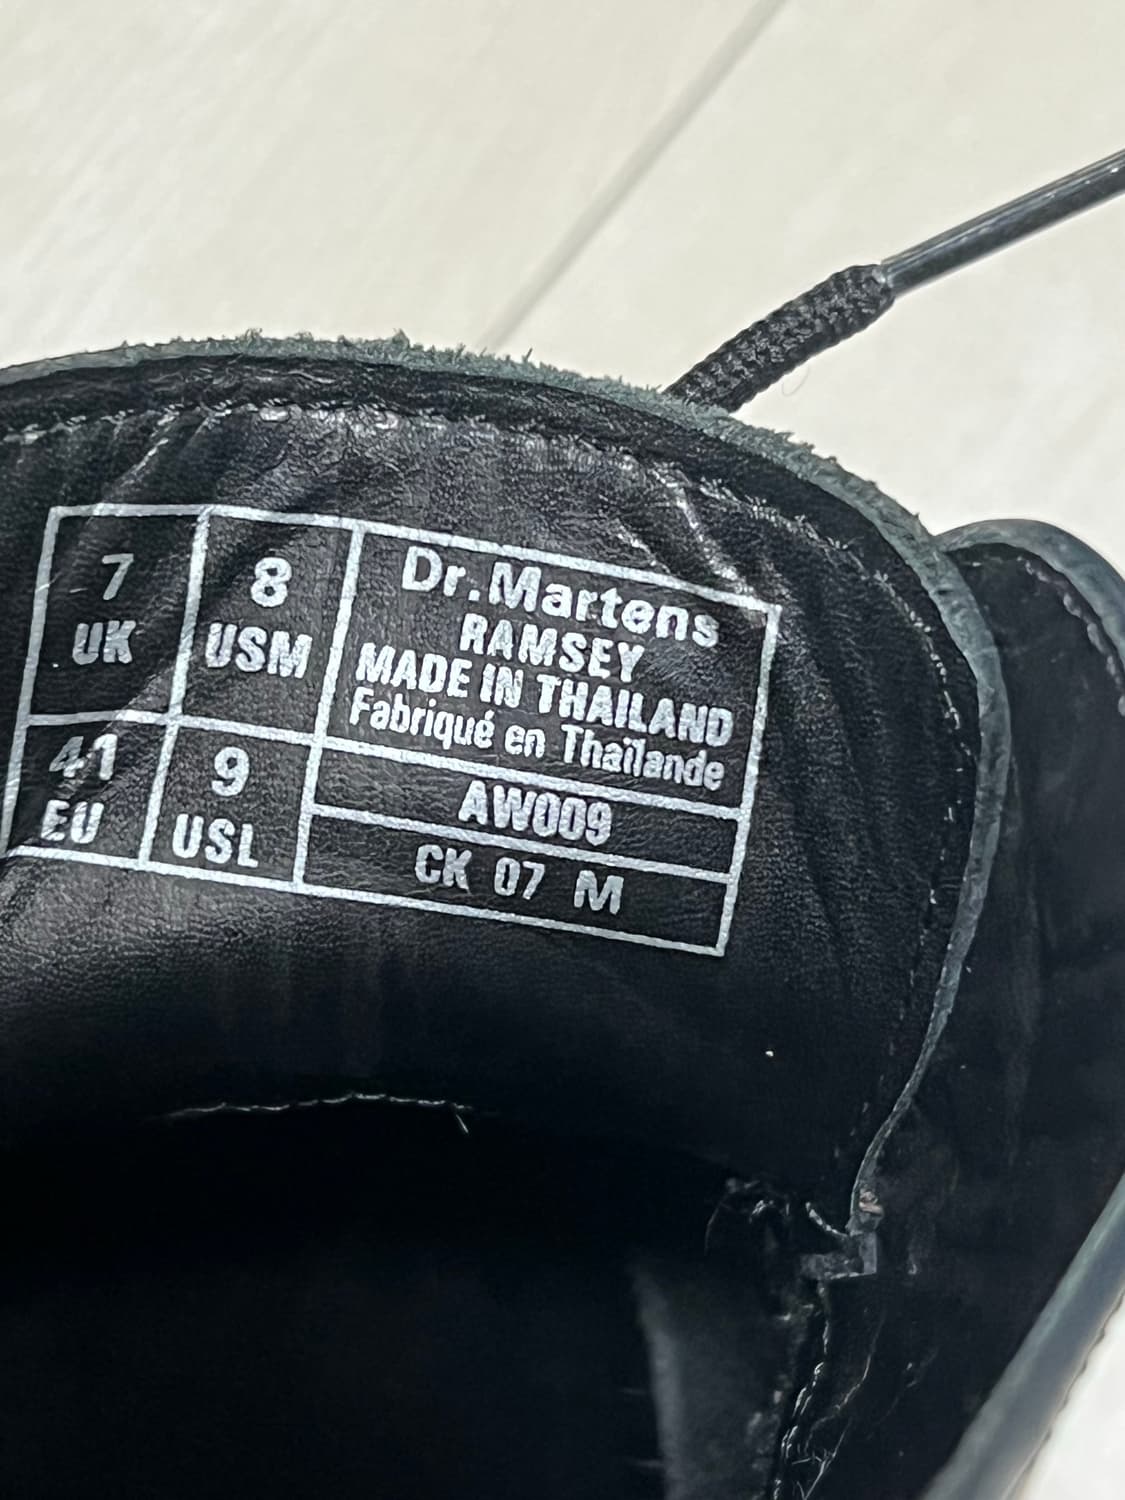 7
UK
8
USM
41
EU
9
USL
Dr.Martens
RAMSEY
MADE IN THAILAND
Fabriqué en Thaïlande
AW009
CK 07 M